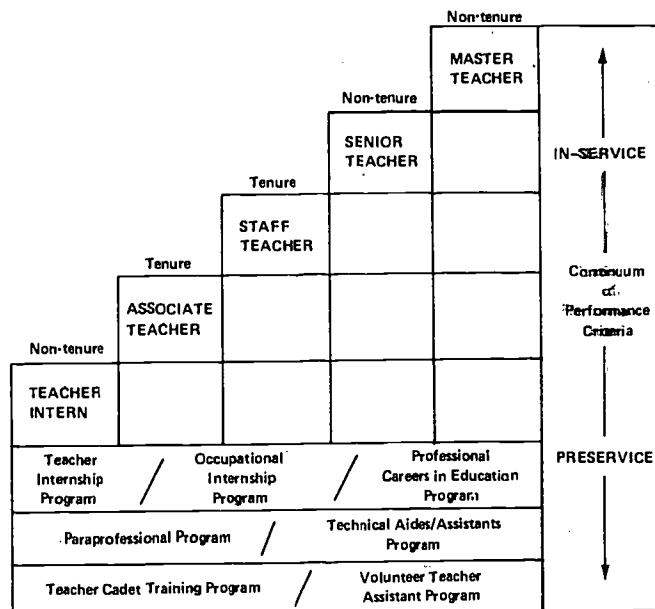 Non-tenure
MASTER
TEACHER
Non-tenure
SENIOR
TEACHER
IN-SERVICE
Tenure
STAFF
TEACHER
Tenure
ASSOCIATE
TEACHER
Continuum
of
Performance
Criteria
Non-tenure
TEACHER
INTERN
Teacher
Internship
Program
/
Occupational
Internship
Program
/
Professional
Careers in Education
Program
PRESERVICE
Paraprofessional Program
/
Technical Aides/Assistants
Program
Teacher Cadet Training Program
/
Volunteer Teacher
Assistant Program